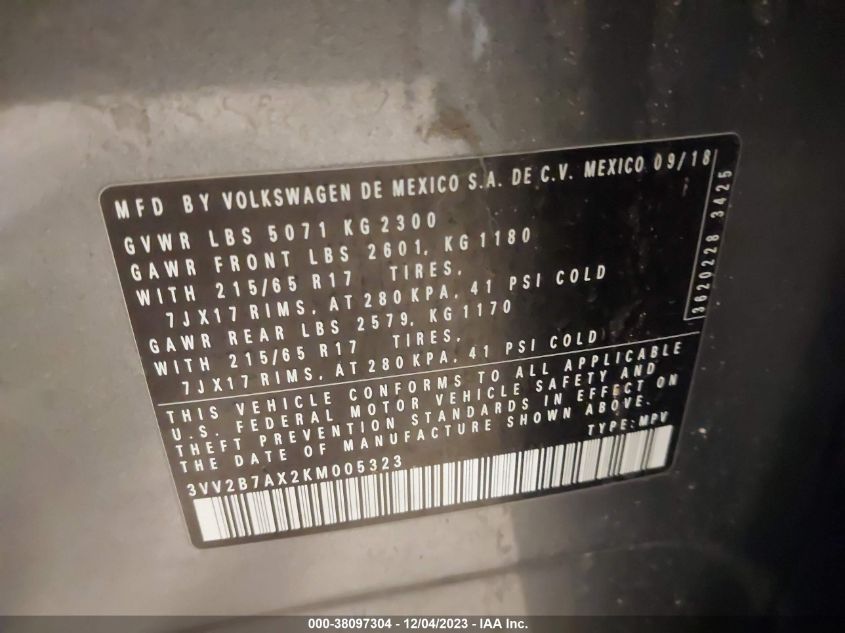 MFD BY VOLKSWAGEN DE MEXICO S.A. DE C.V. MEXICO 09/18
GVWR LBS 5071 KG 2300
GAWR FRONT LBS 2601, KG 1180
WITH 215/65 R17 TIRES,
7JX17 RIMS, AT 280 KPA, 41 PSI COLD
GAWR REAR LBS 2579, KG 1170
WITH 215/65 R17 TIRES,
7JX17 RIMS, AT 280 KPA, 41 PSI COLD
3620228 3425
THIS VEHICLE CONFORMS TO ALL APPLICABLE
U.S. FEDERAL MOTOR VEHICLE SAFETY AND
THEFT PREVENTION STANDARDS IN EFFECT ON
THE DATE OF MANUFACTURE SHOWN ABOVE.
3VV2B7AX2KM005323 TYPE:MPV
000-38097304 - 12/04/2023 - IAA Inc.